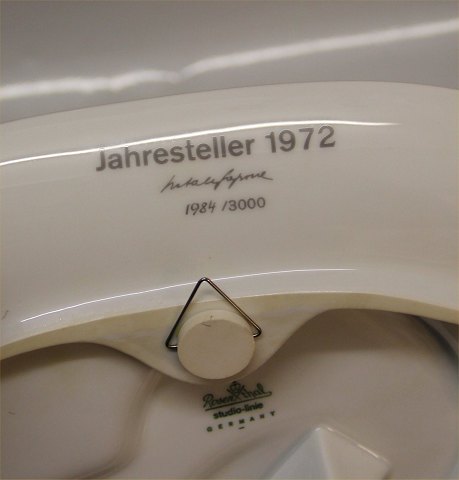 Jahresteller 1972
1984 /3000
Rosenthal
studio-linie
GERMANY